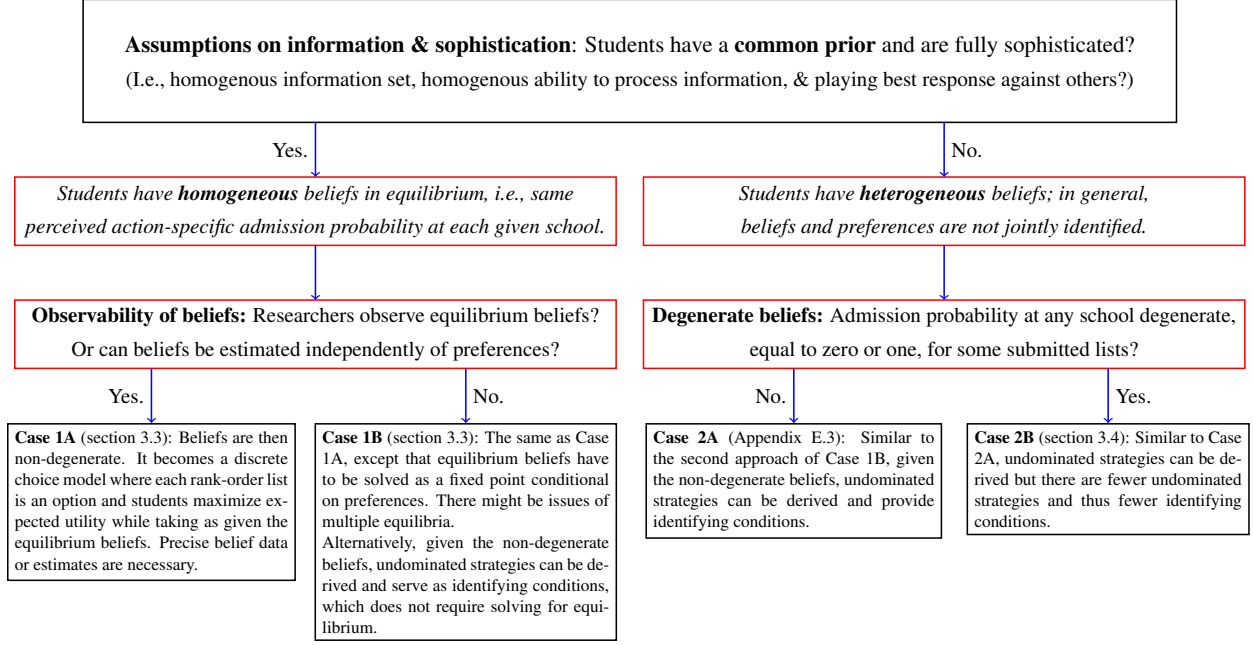 Assumptions on information & sophistication: Students have a common prior and are fully sophisticated?
(I.e., homogenous information set, homogenous ability to process information, & playing best response against others?)
Yes.
No.
Students have homogeneous beliefs in equilibrium, i.e., same
perceived action-specific admission probability at each given school.
Students have heterogeneous beliefs; in general,
beliefs and preferences are not jointly identified.
Observability of beliefs: Researchers observe equilibrium beliefs?
Or can beliefs be estimated independently of preferences?
Degenerate beliefs: Admission probability at any school degenerate,
equal to zero or one, for some submitted lists?
Yes.
No.
No.
Yes.
Case 1A (section 3.3): Beliefs are then
non-degenerate. It becomes a discrete
choice model where each rank-order list
is an option and students maximize ex-
pected utility while taking as given the
equilibrium beliefs. Precise belief data
or estimates are necessary.
Case 1B (section 3.3): The same as Case
1A, except that equilibrium beliefs have
to be solved as a fixed point conditional
on preferences. There might be issues of
multiple equilibria.
Alternatively, given the non-degenerate
beliefs, undominated strategies can be de-
rived and serve as identifying conditions,
which does not require solving for equi-
librium.
Case 2A (Appendix E.3): Similar to
the second approach of Case 1B, given
the non-degenerate beliefs, undominated
strategies can be derived and provide
identifying conditions.
Case 2B (section 3.4): Similar to Case
2A, undominated strategies can be de-
rived but there are fewer undominated
strategies and thus fewer identifying
conditions.